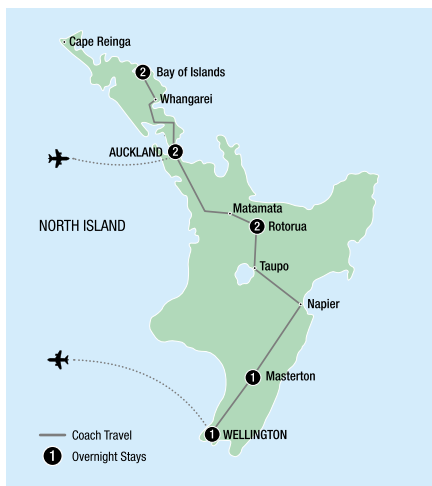 Cape Reinga
2 Bay of Islands
Whangarei
AUCKLAND 2
Matamata
NORTH ISLAND
2 Rotorua
Taupo
Napier
1 Masterton
1 WELLINGTON
Coach Travel
1 Overnight Stays